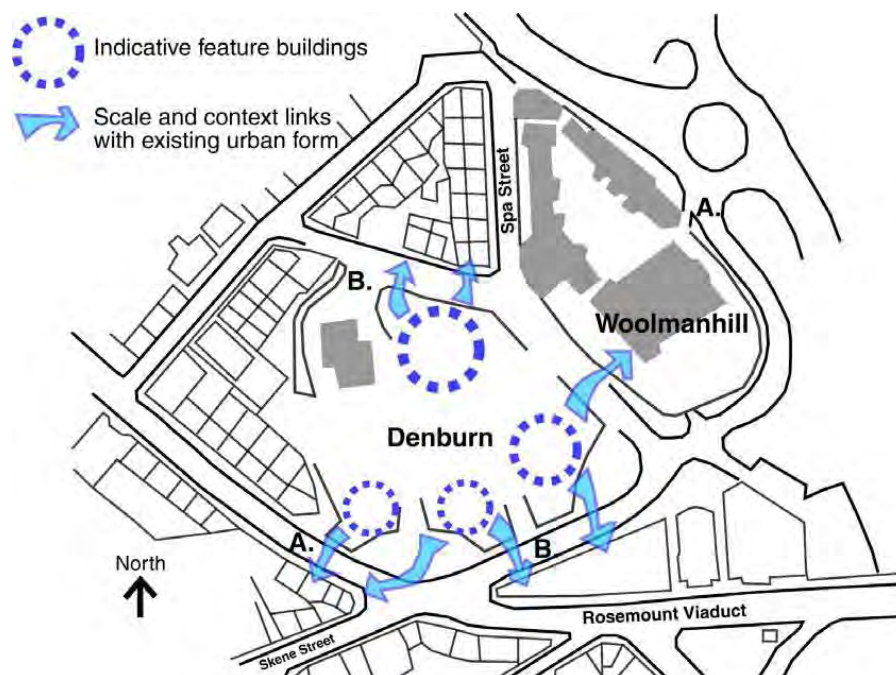 Indicative feature buildings
Scale and context links
with existing urban form
Spa Street
A.
B.
Woolmanhill
Denburn
A.
B.
North
Rosemount Viaduct
Skene Street